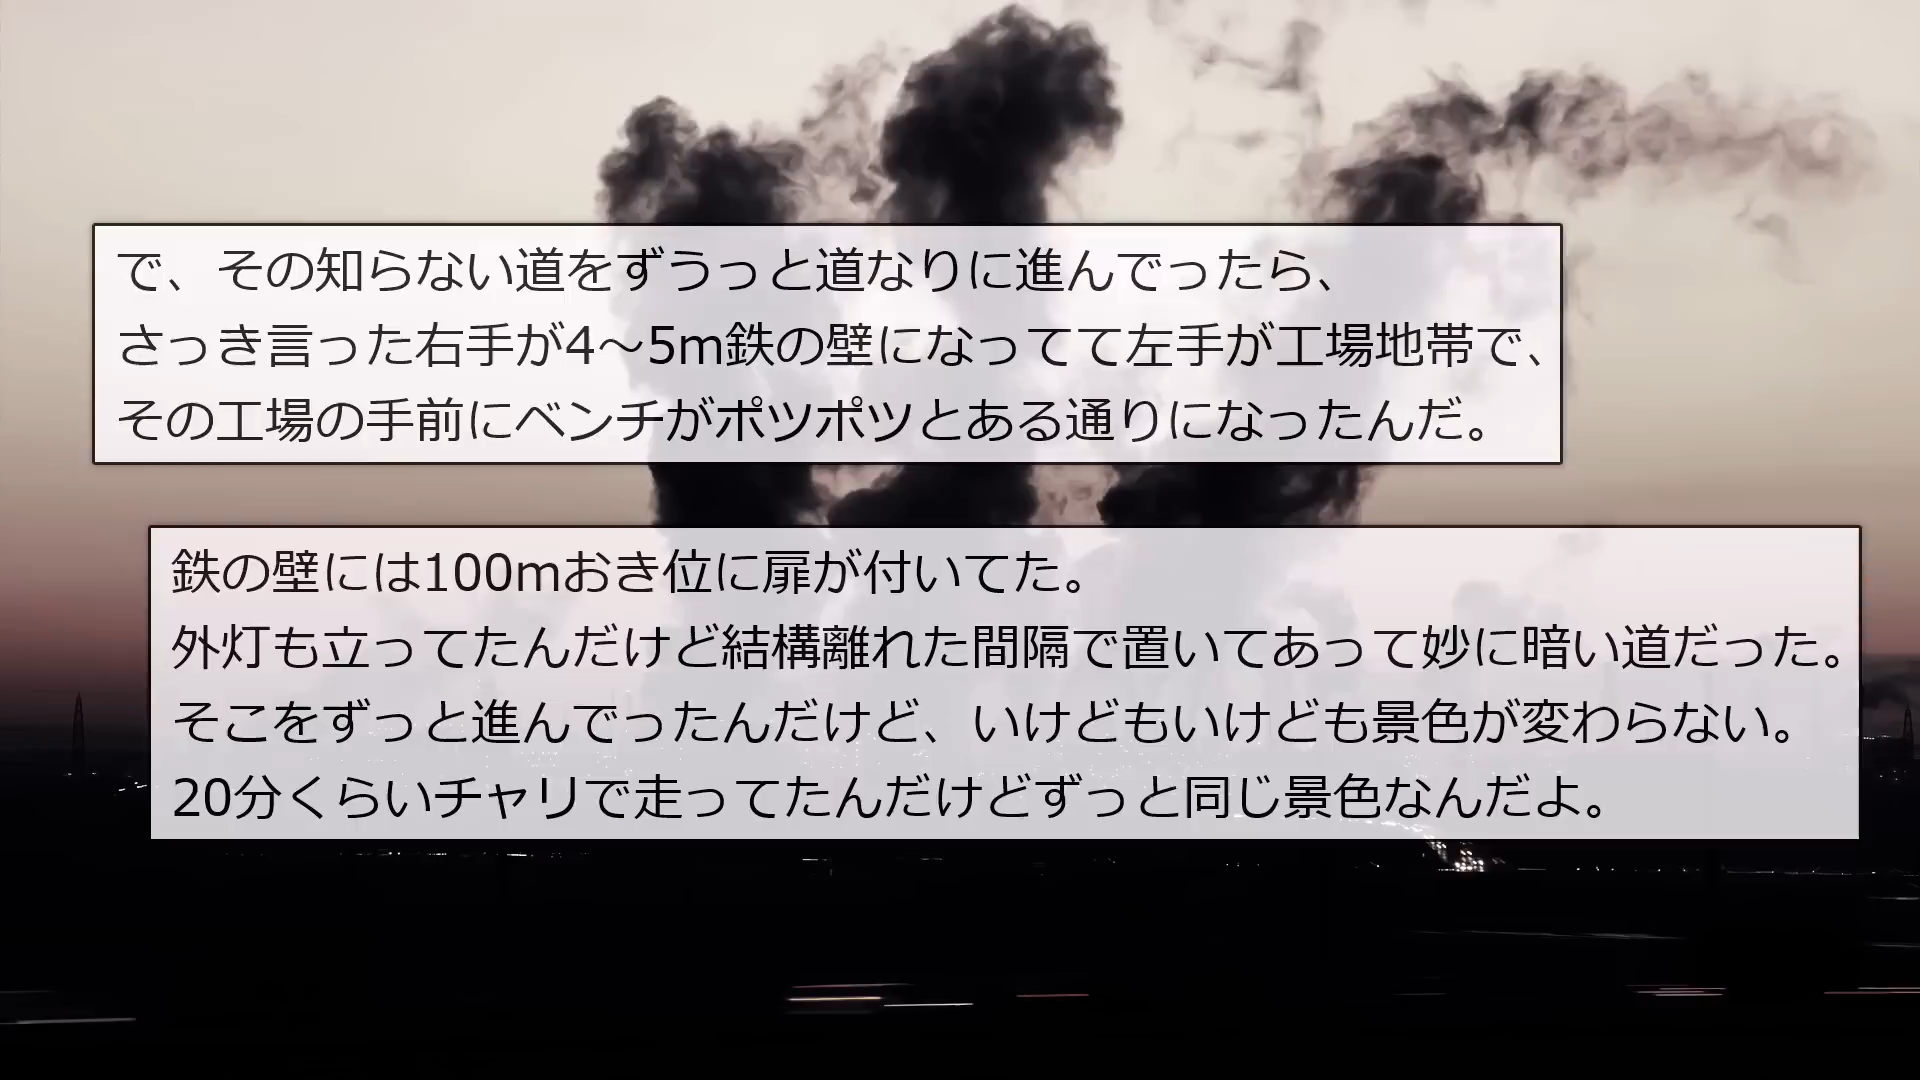 で、その知らない道をずうっと道なりに進んでったら、
さっき言った右手が4～5m鉄の壁になってて左手が工場地帯で、
その工場の手前にベンチがポツポツとある通りになったんだ。
鉄の壁には100mおき位に扉が付いてた。
外灯も立ってたんだけど結構離れた間隔で置いてあって妙に暗い道だった。
そこをずっと進んでったんだけど、いけどもいけども景色が変わらない。
20分くらいチャリで走ってたんだけどずっと同じ景色なんだよ。